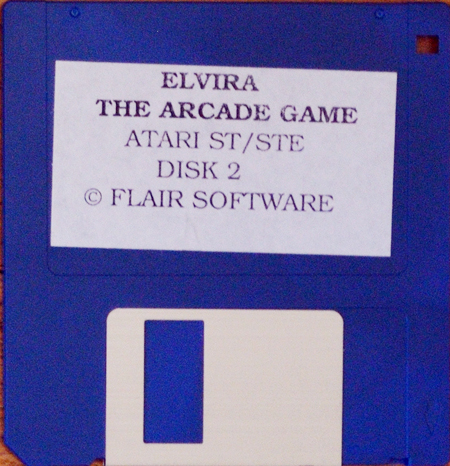 ELVIRA
THE ARCADE GAME
ATARI ST/STE
DISK 2
© FLAIR SOFTWARE